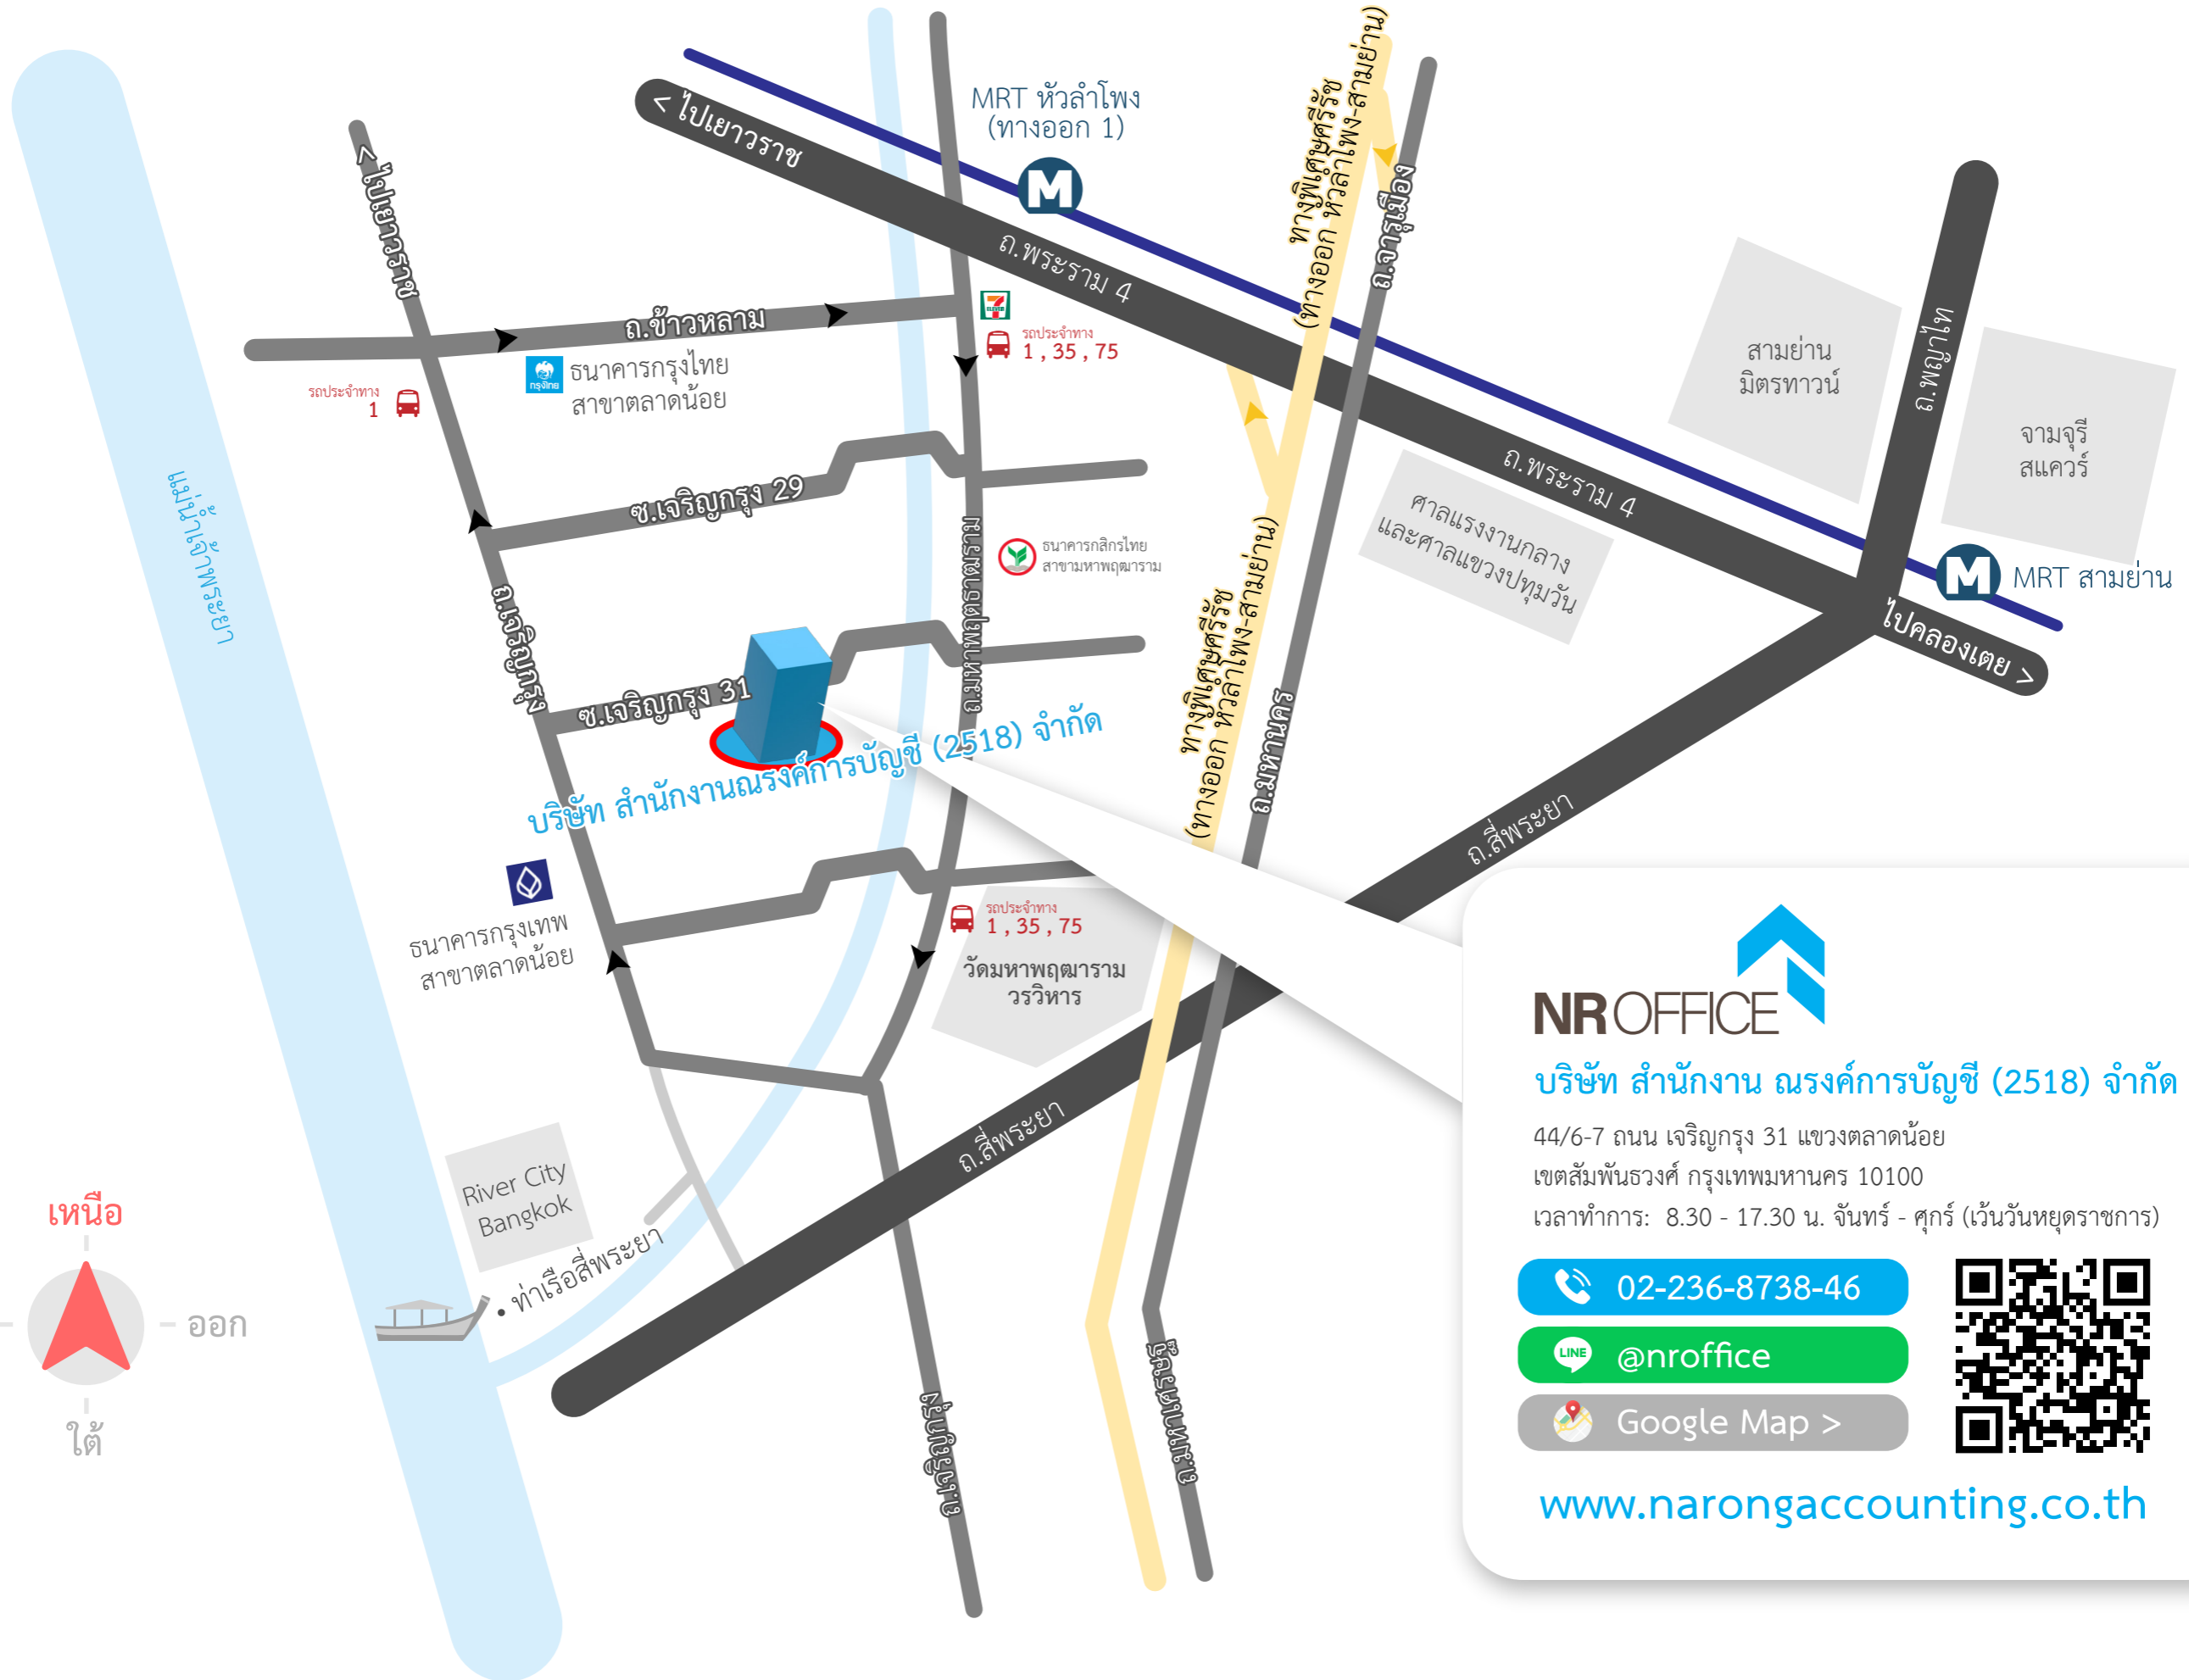 < ไปเยาวราช
MRT หัวลำโพง
(ทางออก 1)
ทางพิเศษศรีรัช
(ทางออก หัวลำโพง-สามย่าน)
< ไปเยาวราช
ถ.จารุเมือง
ถ.พระราม 4
ถ.ข้าวหลาม
7
ELEVEN
รถประจำทาง
1 , 35 , 75
กรุงไทย
ธนาคารกรุงไทย
สาขาตลาดน้อย
รถประจำทาง
1
สามย่าน
มิตรทาวน์
ถ.พญาไท
จามจุรี
สแควร์
แม่น้ำเจ้าพระยา
ซ.เจริญกรุง 29
ถ.พระราม 4
ศาลแรงงานกลาง
และศาลแขวงปทุมวัน
ธนาคารกสิกรไทย
สาขามหาพฤฒาราม
ถ.มหาพฤฒาราม
MRT สามย่าน
ไปคลองเตย >
ถ.เจริญกรุง
ซ.เจริญกรุง 31
ทางพิเศษศรีรัช
(ทางออก หัวลำโพง-สามย่าน)
ถ.มหานคร
บริษัท สำนักงานณรงค์การบัญชี (2518) จำกัด
ถ.สี่พระยา
ธนาคารกรุงเทพ
สาขาตลาดน้อย
รถประจำทาง
1 , 35 , 75
วัดมหาพฤฒาราม
วรวิหาร
ถ.สี่พระยา
River City
Bangkok
• ท่าเรือสี่พระยา
เหนือ
ออก
ใต้
ถ.เจริญกรุง
ถ.มหาเศรษฐ์
NR OFFICE
บริษัท สำนักงาน ณรงค์การบัญชี (2518) จำกัด
44/6-7 ถนน เจริญกรุง 31 แขวงตลาดน้อย
เขตสัมพันธวงศ์ กรุงเทพมหานคร 10100
เวลาทำการ: 8.30 - 17.30 น. จันทร์ - ศุกร์ (เว้นวันหยุดราชการ)
02-236-8738-46
LINE @nroffice
Google Map >
www.narongaccounting.co.th